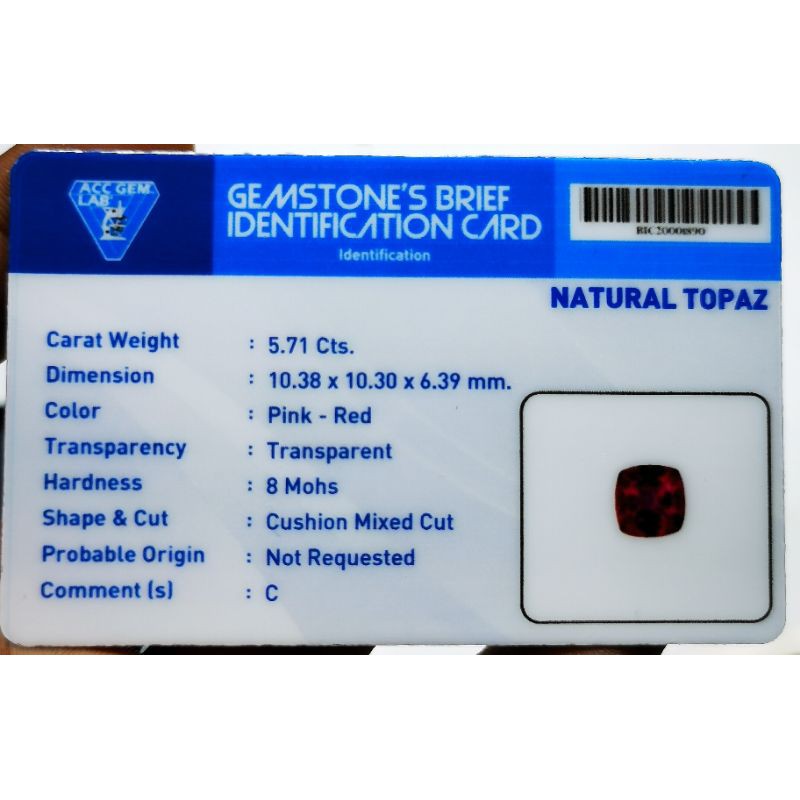 ACC GEM.
LAB
GEMSTONE'S BRIEF
IDENTIFICATION CARD
Identification
BIC20001890
NATURAL TOPAZ
Carat Weight : 5.71 Cts.
Dimension : 10.38 x 10.30 x 6.39 mm.
Color : Pink - Red
Transparency : Transparent
Hardness : 8 Mohs
Shape & Cut : Cushion Mixed Cut
Probable Origin : Not Requested
Comment (s) : C